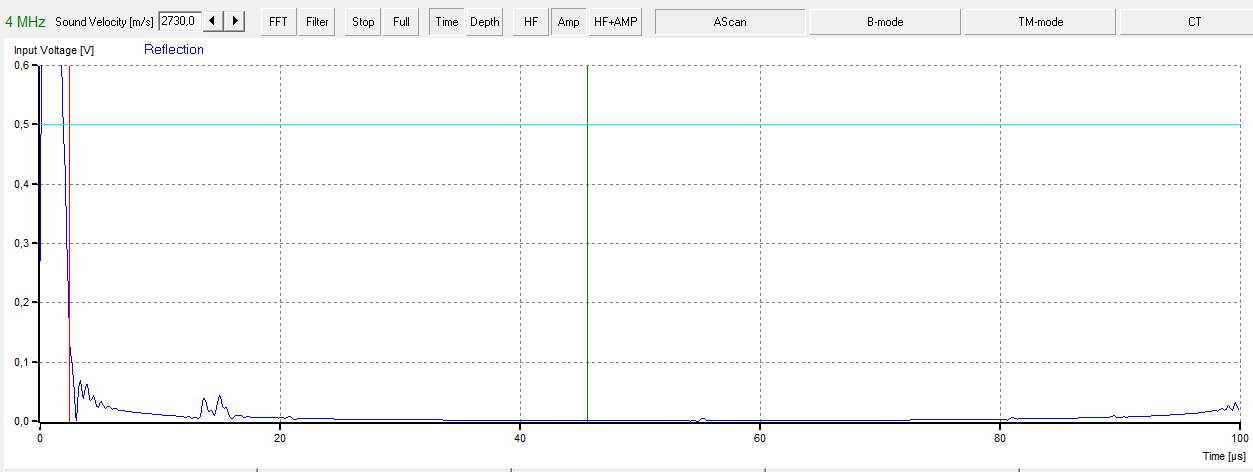 4 MHz Sound Velocity [m/s] 2730,0 FFT Filter Stop Full Time Depth HF Amp HF+AMP AScan B-mode TM-mode CT
Input Voltage [V] Reflection
0,6
0,5
0,4
0,3
0,2
0,1
0,0
0 20 40 60 80 100
Time [µs]